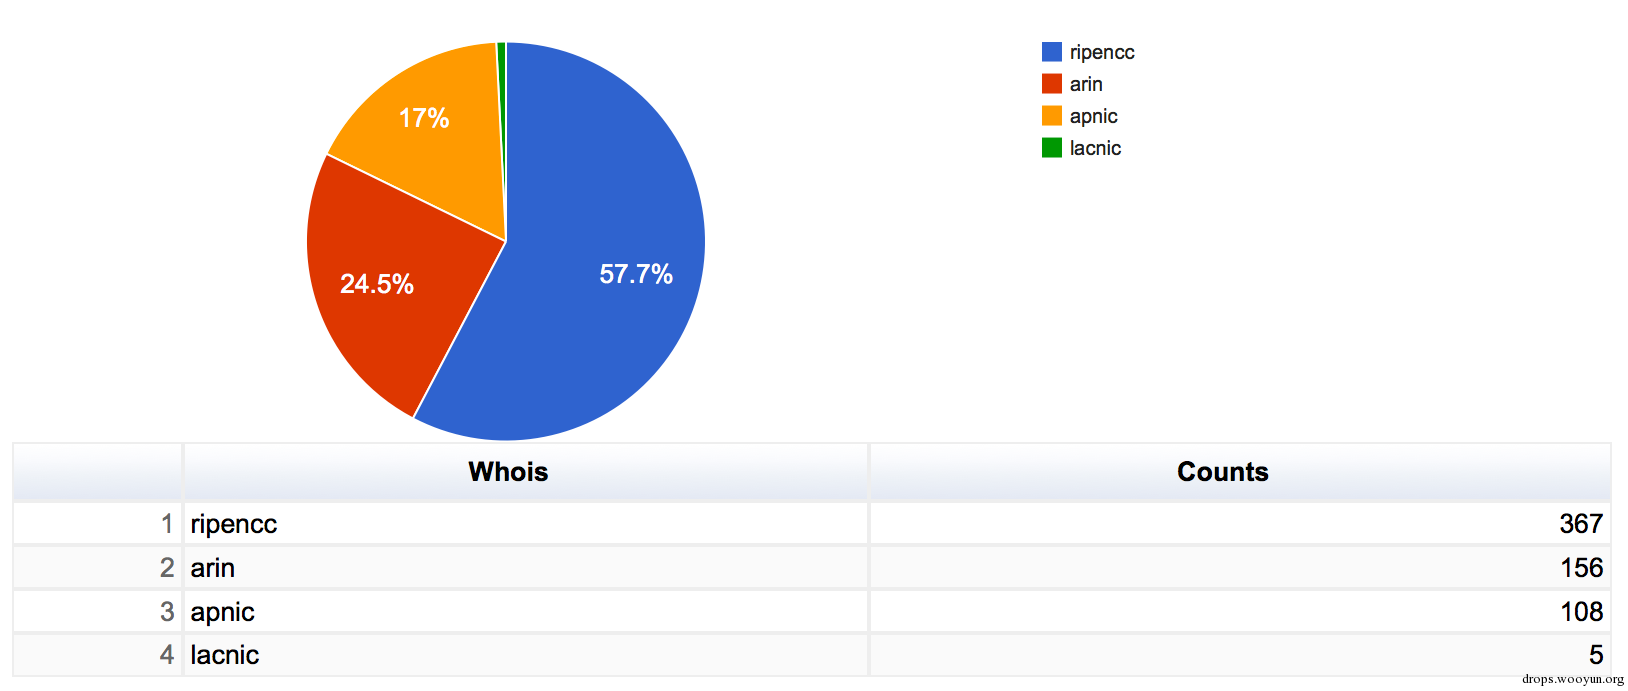 ripencc
arin
apnic
lacnic
17%
24.5%
57.7%
Whois Counts
1 ripencc 367
2 arin 156
3 apnic 108
4 lacnic 5
drops.wooyun.org